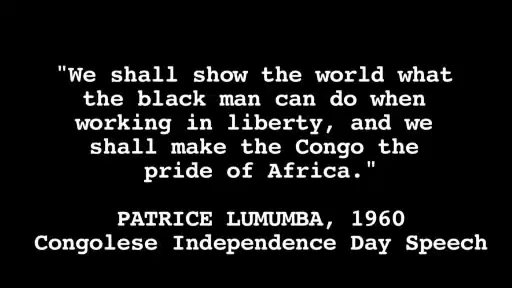 "We shall show the world what
the black man can do when
working in liberty, and we
shall make the Congo the
pride of Africa."
PATRICE LUMUMBA, 1960
Congolese Independence Day Speech